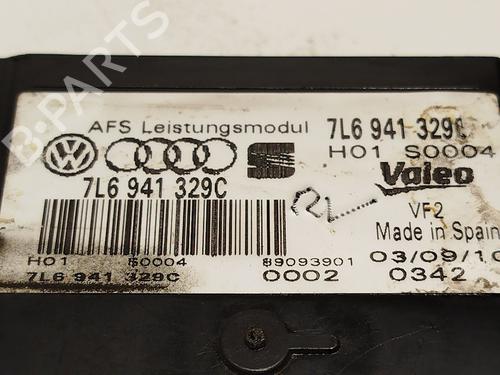 AFS Leistungsmodul 7L6 941 329C
H01 S0004
7L6 941 329C
Valeo
VF2
Made in Spain
H01 S0004 89093901
03/09/10
7L6 941 329C 0002 0342
B-PARTS